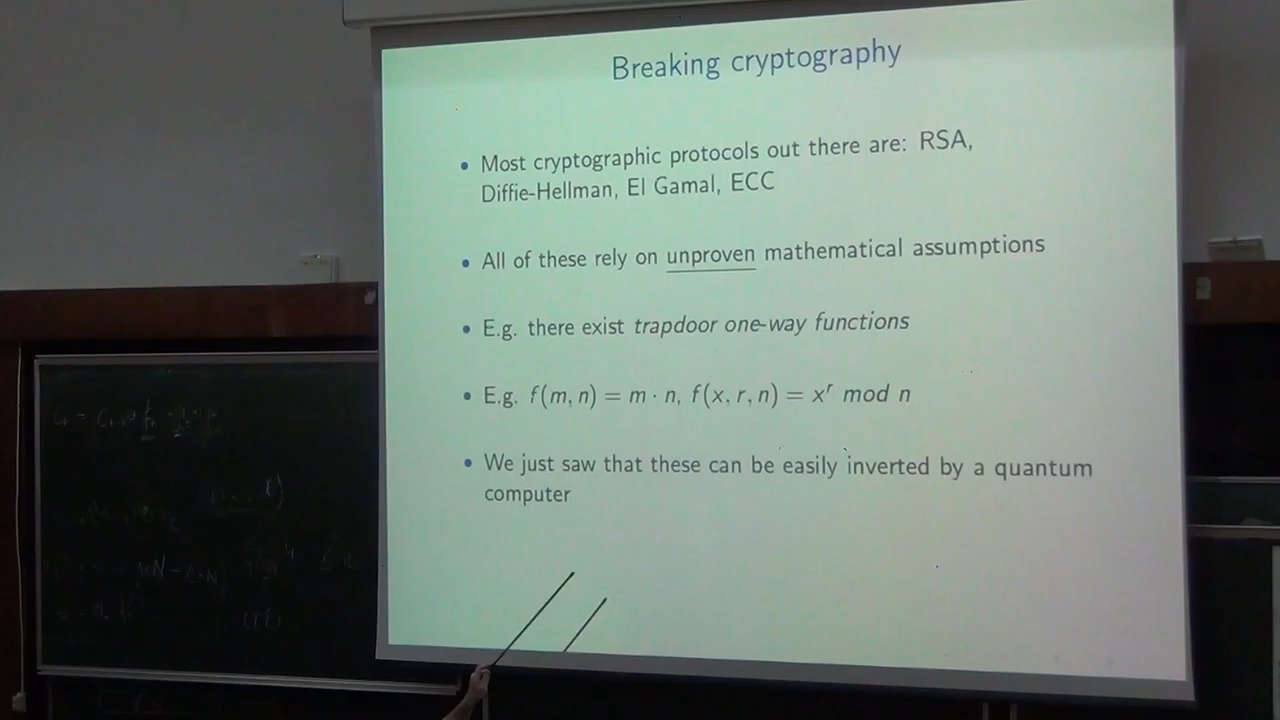 Breaking cryptography
• Most cryptographic protocols out there are: RSA,
Diffie-Hellman, El Gamal, ECC
• All of these rely on unproven mathematical assumptions
• E.g. there exist trapdoor one-way functions
• E.g. f(m, n) = m · n, f(x, r, n) = xʳ mod n
• We just saw that these can be easily inverted by a quantum
computer